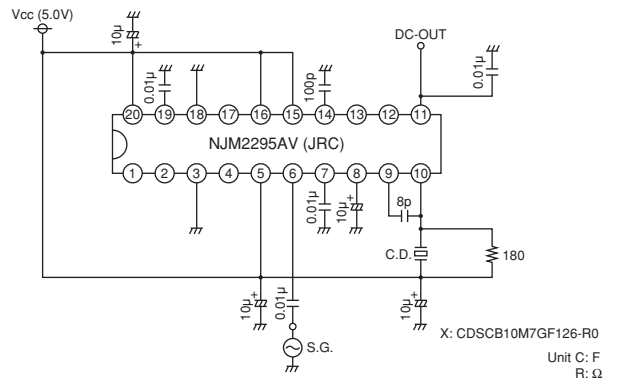 Vcc (5.0V)
10μ
+
DC-OUT
0.01μ
100p
0.01μ
20 19 18 17 16 15 14 13 12 11
NJM2295AV (JRC)
1 2 3 4 5 6 7 8 9 10
0.01μ
10μ
+
8p
C.D.
180
10μ
+
0.01μ
10μ
+
S.G.
X: CDSCB10M7GF126-R0
Unit C: F
R: Ω